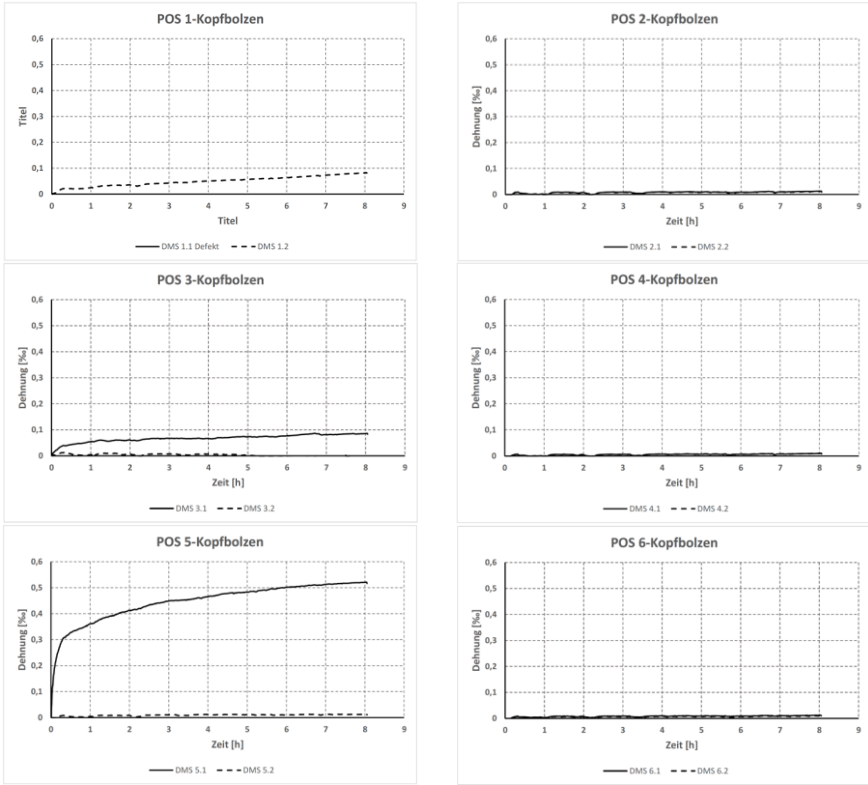 POS 1-Kopfbolzen
0,6
0,5
0,4
0,3
0,2
0,1
0
Titel
0 1 2 3 4 5 6 7 8 9
Titel
DMS 1.1 Defekt DMS 1.2
POS 2-Kopfbolzen
0,6
0,5
0,4
0,3
0,2
0,1
0
Dehnung [‰]
0 1 2 3 4 5 6 7 8 9
Zeit [h]
DMS 2.1 DMS 2.2
POS 3-Kopfbolzen
0,6
0,5
0,4
0,3
0,2
0,1
0
Dehnung [‰]
0 1 2 3 4 5 6 7 8 9
Zeit [h]
DMS 3.1 DMS 3.2
POS 4-Kopfbolzen
0,6
0,5
0,4
0,3
0,2
0,1
0
Dehnung [‰]
0 1 2 3 4 5 6 7 8 9
Zeit [h]
DMS 4.1 DMS 4.2
POS 5-Kopfbolzen
0,6
0,5
0,4
0,3
0,2
0,1
0
Dehnung [‰]
0 1 2 3 4 5 6 7 8 9
Zeit [h]
DMS 5.1 DMS 5.2
POS 6-Kopfbolzen
0,6
0,5
0,4
0,3
0,2
0,1
0
Dehnung [‰]
0 1 2 3 4 5 6 7 8 9
Zeit [h]
DMS 6.1 DMS 6.2